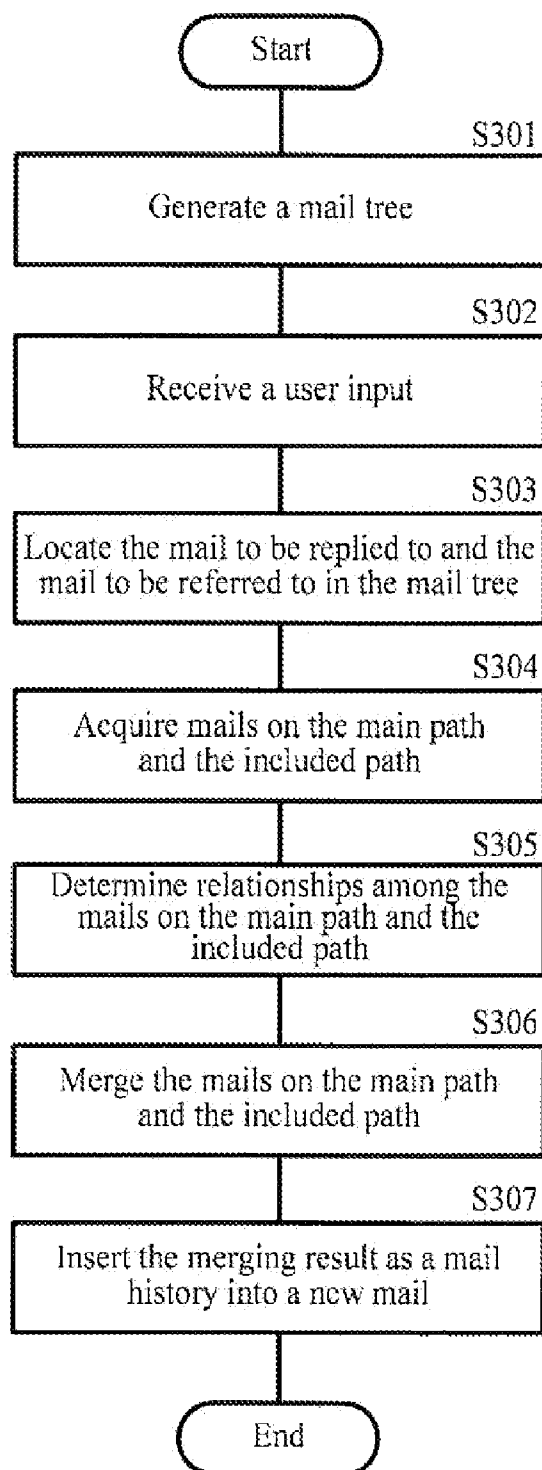 Start
S301
Generate a mail tree
S302
Receive a user input
S303
Locate the mail to be replied to and the
mail to be referred to in the mail tree
S304
Acquire mails on the main path
and the included path
S305
Determine relationships among the
mails on the main path and the
included path
S306
Merge the mails on the main path
and the included path
S307
Insert the merging result as a mail
history into a new mail
End